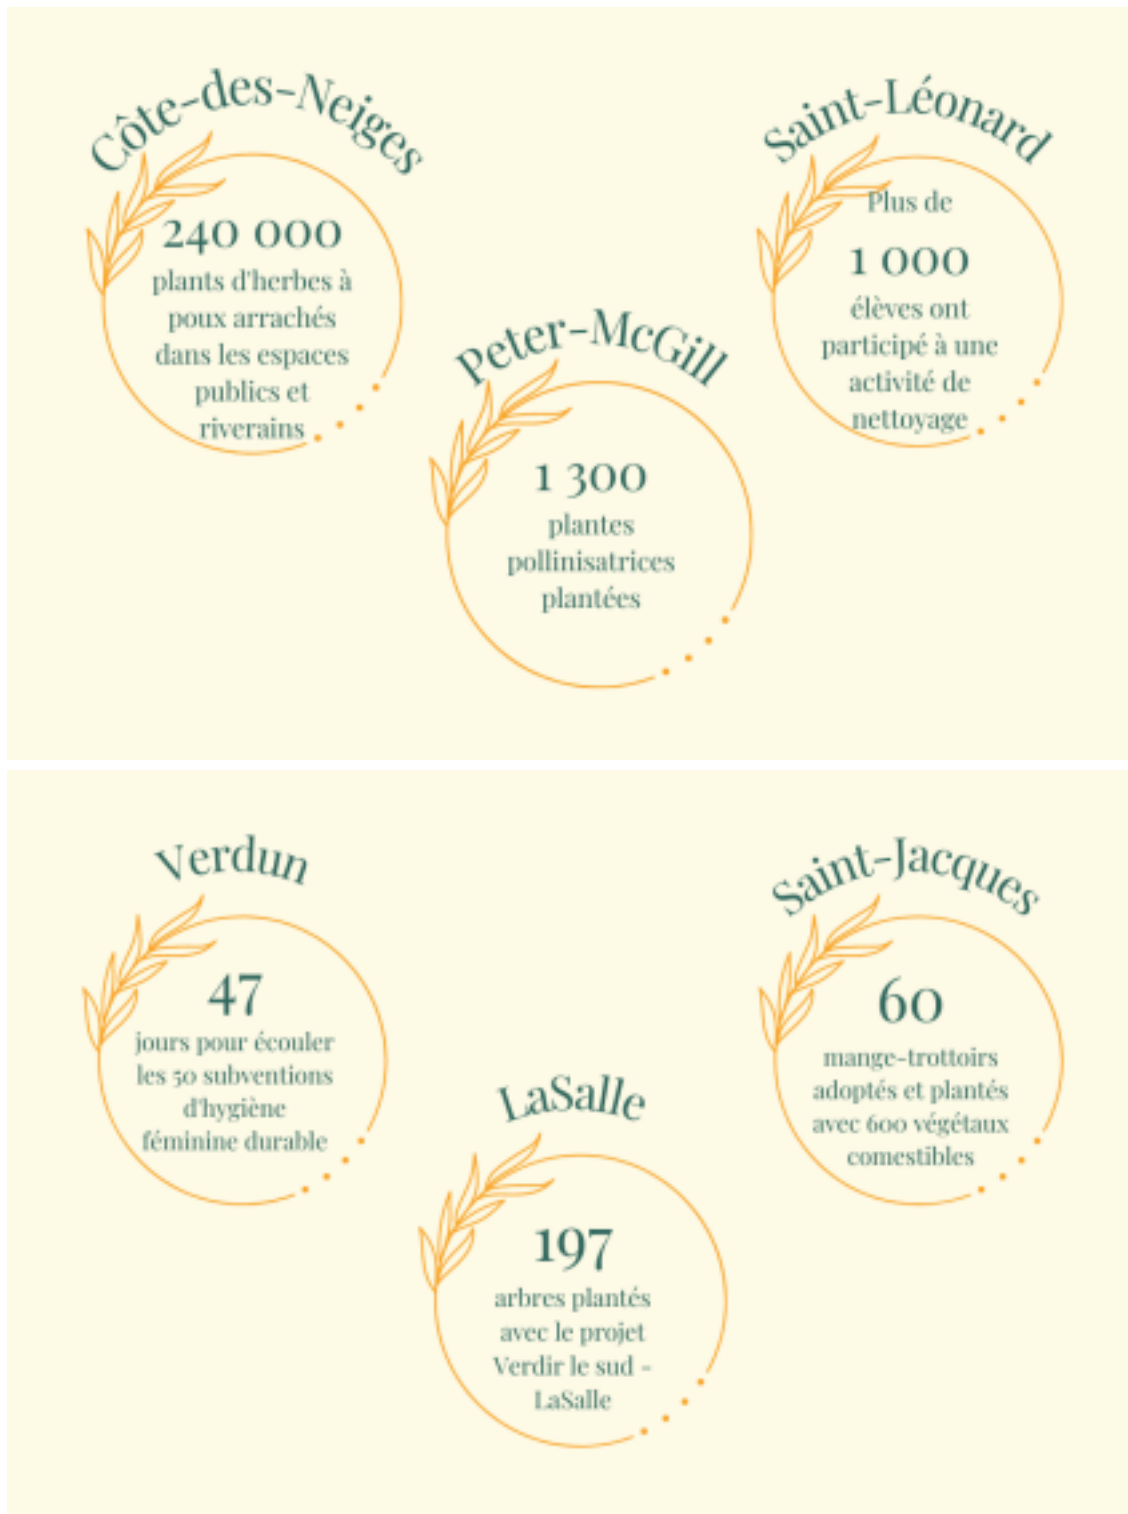 Côte-des-Neiges
240 000
plants d'herbes à
poux arrachés
dans les espaces
publics et
riverains
Saint-Léonard
Plus de
1 000
élèves ont
participé à une
activité de
nettoyage
Peter-McGill
1 300
plantes
pollinisatrices
plantées
Verdun
47
jours pour écouler
les 50 subventions
d'hygiène
féminine durable
Saint-Jacques
60
mange-trottoirs
adoptés et plantés
avec 600 végétaux
comestibles
LaSalle
197
arbres plantés
avec le projet
Verdir le sud -
LaSalle